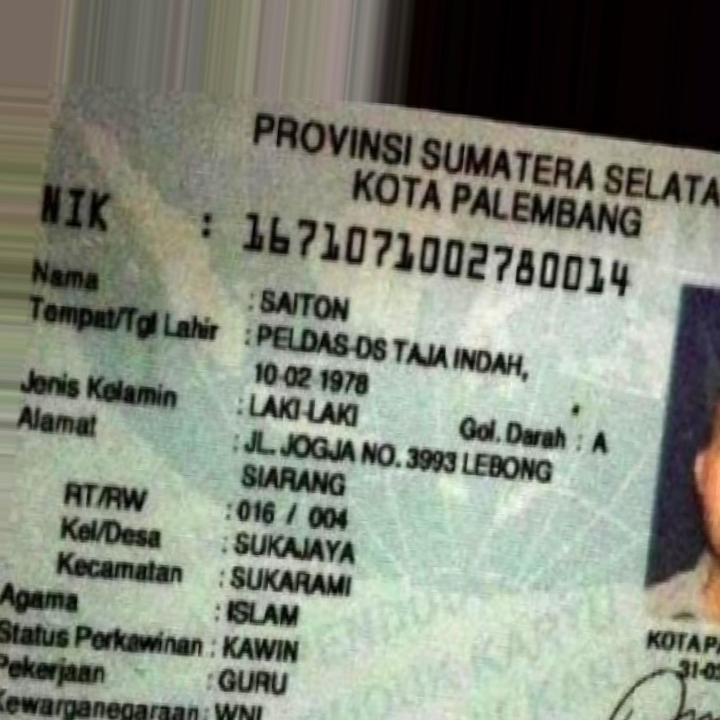 PROVINSI SUMATERA SELATA
KOTA PALEMBANG
NIK : 1671071002780014
Nama : SAITON
Tempat/Tgl Lahir : PELDAS-DS TAJA INDAH,
10-02 1978
Jenis Kelamin : LAKI-LAKI Gol. Darah : A
Alamat : JL. JOGJA NO. 3993 LEBONG
SIARANG
RT/RW : 016 / 004
Kel/Desa : SUKAJAYA
Kecamatan : SUKARAMI
Agama : ISLAM
Status Perkawinan : KAWIN
Pekerjaan : GURU
Kewarganegaraan : WNI
KOTA PA
31-0